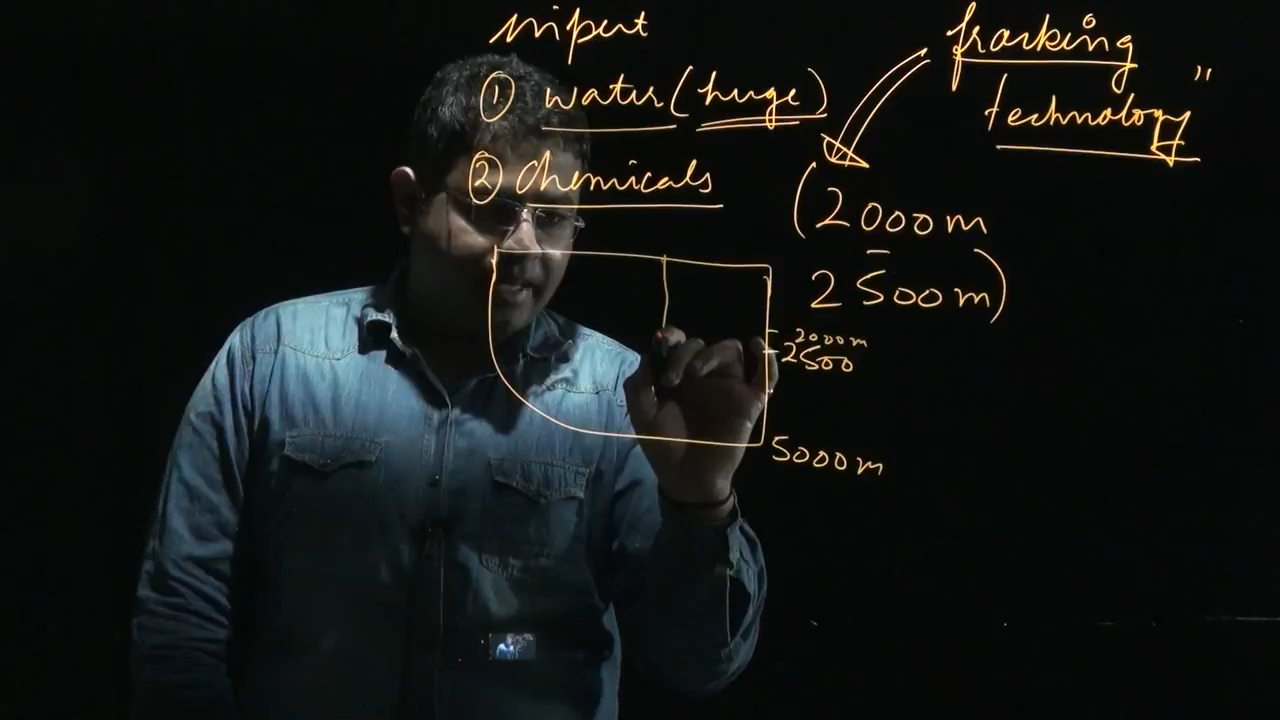 input
① water (huge)
② Chemicals
fracking
technology"
(2000m
-
2500m)
2000m
2500
5000m